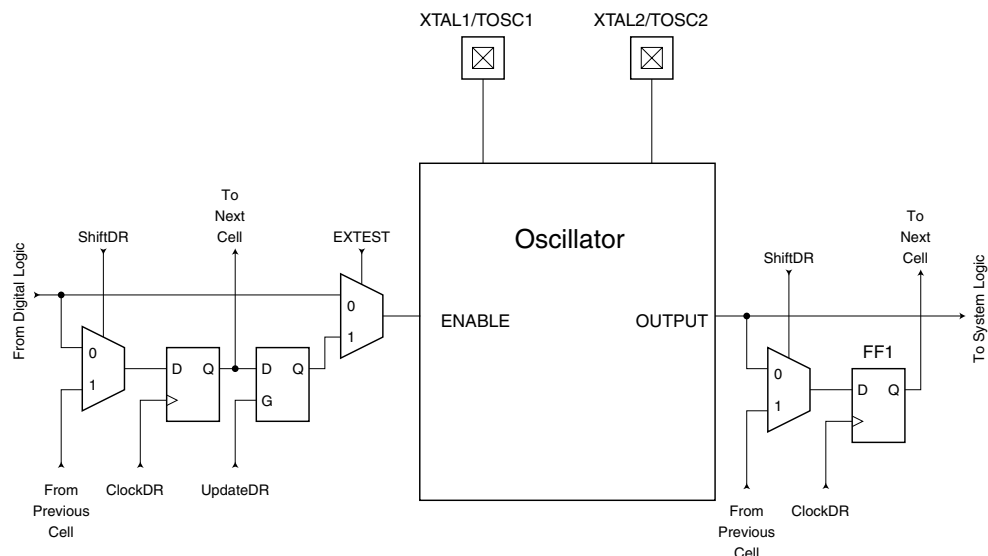 XTAL1/TOSC1
XTAL2/TOSC2
From Digital Logic
ShiftDR
To
Next
Cell
EXTEST
0
1
0
1
D Q
D Q
G
From
Previous
Cell
ClockDR
UpdateDR
Oscillator
ENABLE
OUTPUT
ShiftDR
To
Next
Cell
0
1
FF1
D Q
From
Previous
Cell
ClockDR
To System Logic